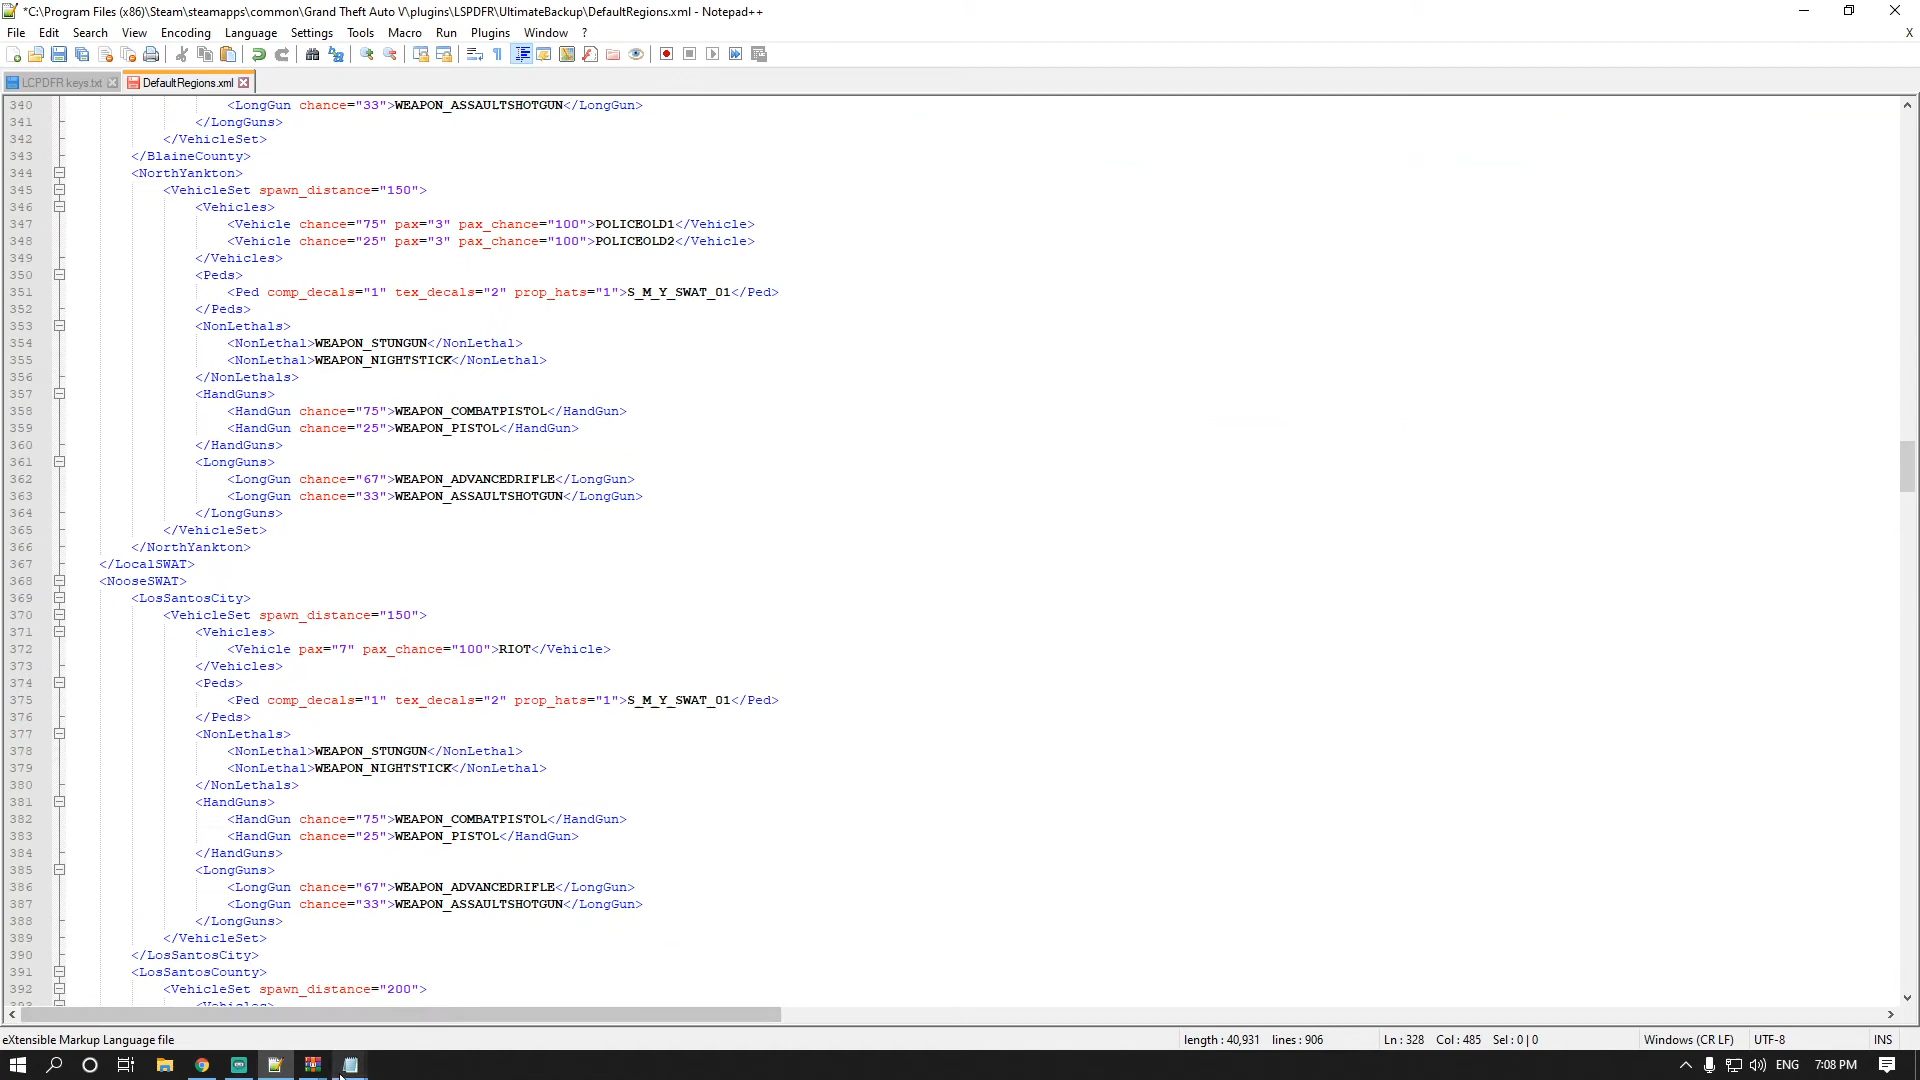 *C:\Program Files (x86)\Steam\steamapps\common\Grand Theft Auto V\plugins\LSPDFR\UltimateBackup\DefaultRegions.xml - Notepad++
File Edit Search View Encoding Language Settings Tools Macro Run Plugins Window ? X
LCPDFR keys.txt DefaultRegions.xml
340 <LongGun chance="33">WEAPON_ASSAULTSHOTGUN</LongGun>
341 </LongGuns>
342 </VehicleSet>
343 </BlaineCounty>
344 <NorthYankton>
345 <VehicleSet spawn_distance="150">
346 <Vehicles>
347 <Vehicle chance="75" pax="3" pax_chance="100">POLICEOLD1</Vehicle>
348 <Vehicle chance="25" pax="3" pax_chance="100">POLICEOLD2</Vehicle>
349 </Vehicles>
350 <Peds>
351 <Ped comp_decals="1" tex_decals="2" prop_hats="1">S_M_Y_SWAT_01</Ped>
352 </Peds>
353 <NonLethals>
354 <NonLethal>WEAPON_STUNGUN</NonLethal>
355 <NonLethal>WEAPON_NIGHTSTICK</NonLethal>
356 </NonLethals>
357 <HandGuns>
358 <HandGun chance="75">WEAPON_COMBATPISTOL</HandGun>
359 <HandGun chance="25">WEAPON_PISTOL</HandGun>
360 </HandGuns>
361 <LongGuns>
362 <LongGun chance="67">WEAPON_ADVANCEDRIFLE</LongGun>
363 <LongGun chance="33">WEAPON_ASSAULTSHOTGUN</LongGun>
364 </LongGuns>
365 </VehicleSet>
366 </NorthYankton>
367 </LocalSWAT>
368 <NooseSWAT>
369 <LosSantosCity>
370 <VehicleSet spawn_distance="150">
371 <Vehicles>
372 <Vehicle pax="7" pax_chance="100">RIOT</Vehicle>
373 </Vehicles>
374 <Peds>
375 <Ped comp_decals="1" tex_decals="2" prop_hats="1">S_M_Y_SWAT_01</Ped>
376 </Peds>
377 <NonLethals>
378 <NonLethal>WEAPON_STUNGUN</NonLethal>
379 <NonLethal>WEAPON_NIGHTSTICK</NonLethal>
380 </NonLethals>
381 <HandGuns>
382 <HandGun chance="75">WEAPON_COMBATPISTOL</HandGun>
383 <HandGun chance="25">WEAPON_PISTOL</HandGun>
384 </HandGuns>
385 <LongGuns>
386 <LongGun chance="67">WEAPON_ADVANCEDRIFLE</LongGun>
387 <LongGun chance="33">WEAPON_ASSAULTSHOTGUN</LongGun>
388 </LongGuns>
389 </VehicleSet>
390 </LosSantosCity>
391 <LosSantosCounty>
392 <VehicleSet spawn_distance="200">
393 <Vehicles>
eXtensible Markup Language file length : 40,931 lines : 906 Ln : 328 Col : 485 Sel : 0 | 0 Windows (CR LF) UTF-8 INS
ENG 7:08 PM